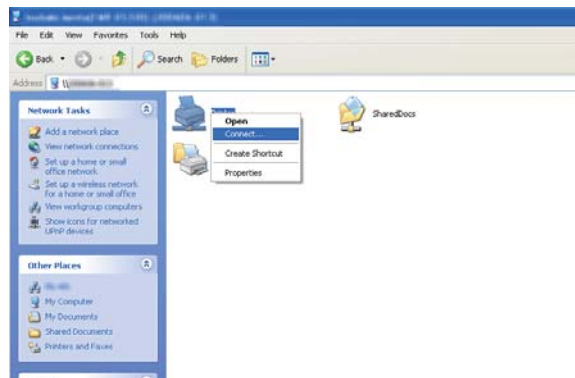 File Edit View Favorites Tools Help
Back Search Folders
Address \\
Network Tasks
Add a network place
View network connections
Set up a home or small
office network
Set up a wireless network
for a home or small office
View workgroup computers
Show icons for networked
UPnP devices
Other Places
My Computer
My Documents
Shared Documents
Printers and Faxes
Open
Connect...
Create Shortcut
Properties
SharedDocs